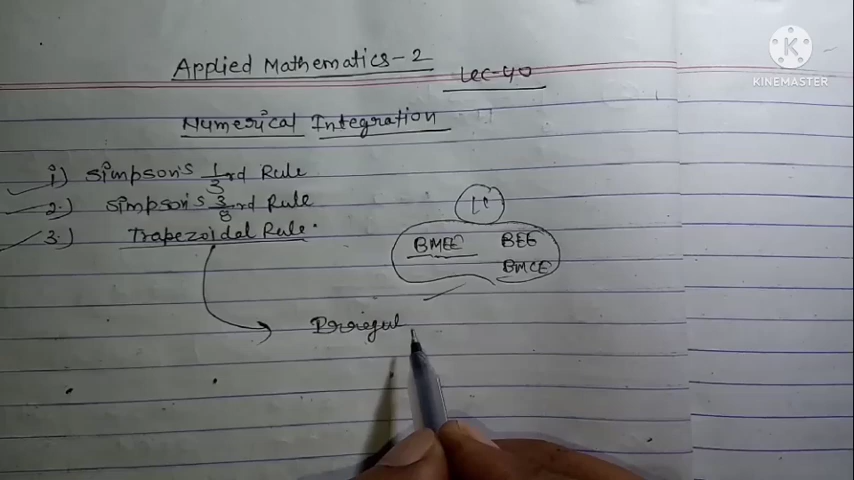 Applied Mathematics-2
Lec-40
KINEMASTER
Numerical Integration
i) Simpson's 1/3rd Rule
2.) Simpson's 3/8rd Rule
3.) Trapezoidal Rule.
BMEE BEG
BMCE